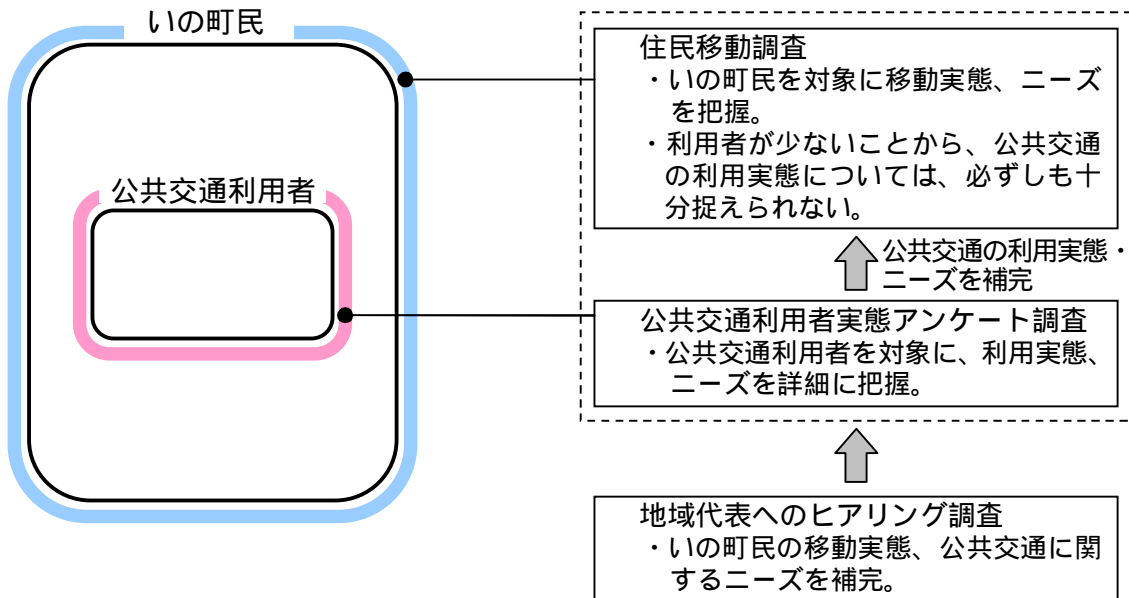 いの町民
公共交通利用者
住民移動調査
・いの町民を対象に移動実態、ニーズ
を把握。
・利用者が少ないことから、公共交通
の利用実態については、必ずしも十
分捉えられない。
公共交通の利用実態・
ニーズを補完
公共交通利用者実態アンケート調査
・公共交通利用者を対象に、利用実態、
ニーズを詳細に把握。
地域代表へのヒアリング調査
・いの町民の移動実態、公共交通に関
するニーズを補完。